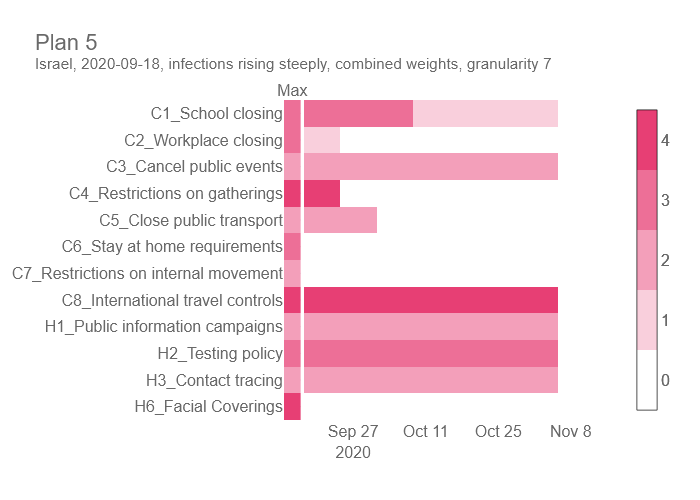 Plan 5
Israel, 2020-09-18, infections rising steeply, combined weights, granularity 7
Max
C1_School closing
C2_Workplace closing
C3_Cancel public events
C4_Restrictions on gatherings
C5_Close public transport
C6_Stay at home requirements
C7_Restrictions on internal movement
C8_International travel controls
H1_Public information campaigns
H2_Testing policy
H3_Contact tracing
H6_Facial Coverings
Sep 27 Oct 11 Oct 25 Nov 8
2020
4
3
2
1
0